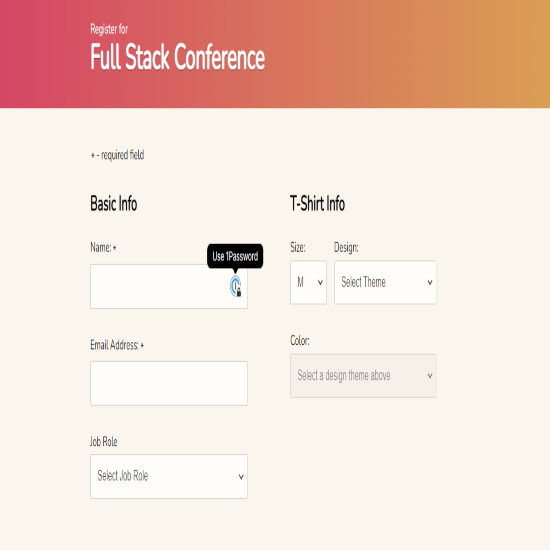 Register for
Full Stack Conference
* - required field
Basic Info
T-Shirt Info
Name: *
Use 1Password
Size:
Design:
M
Select Theme
Email Address: *
Color:
Select a design theme above
Job Role
Select Job Role